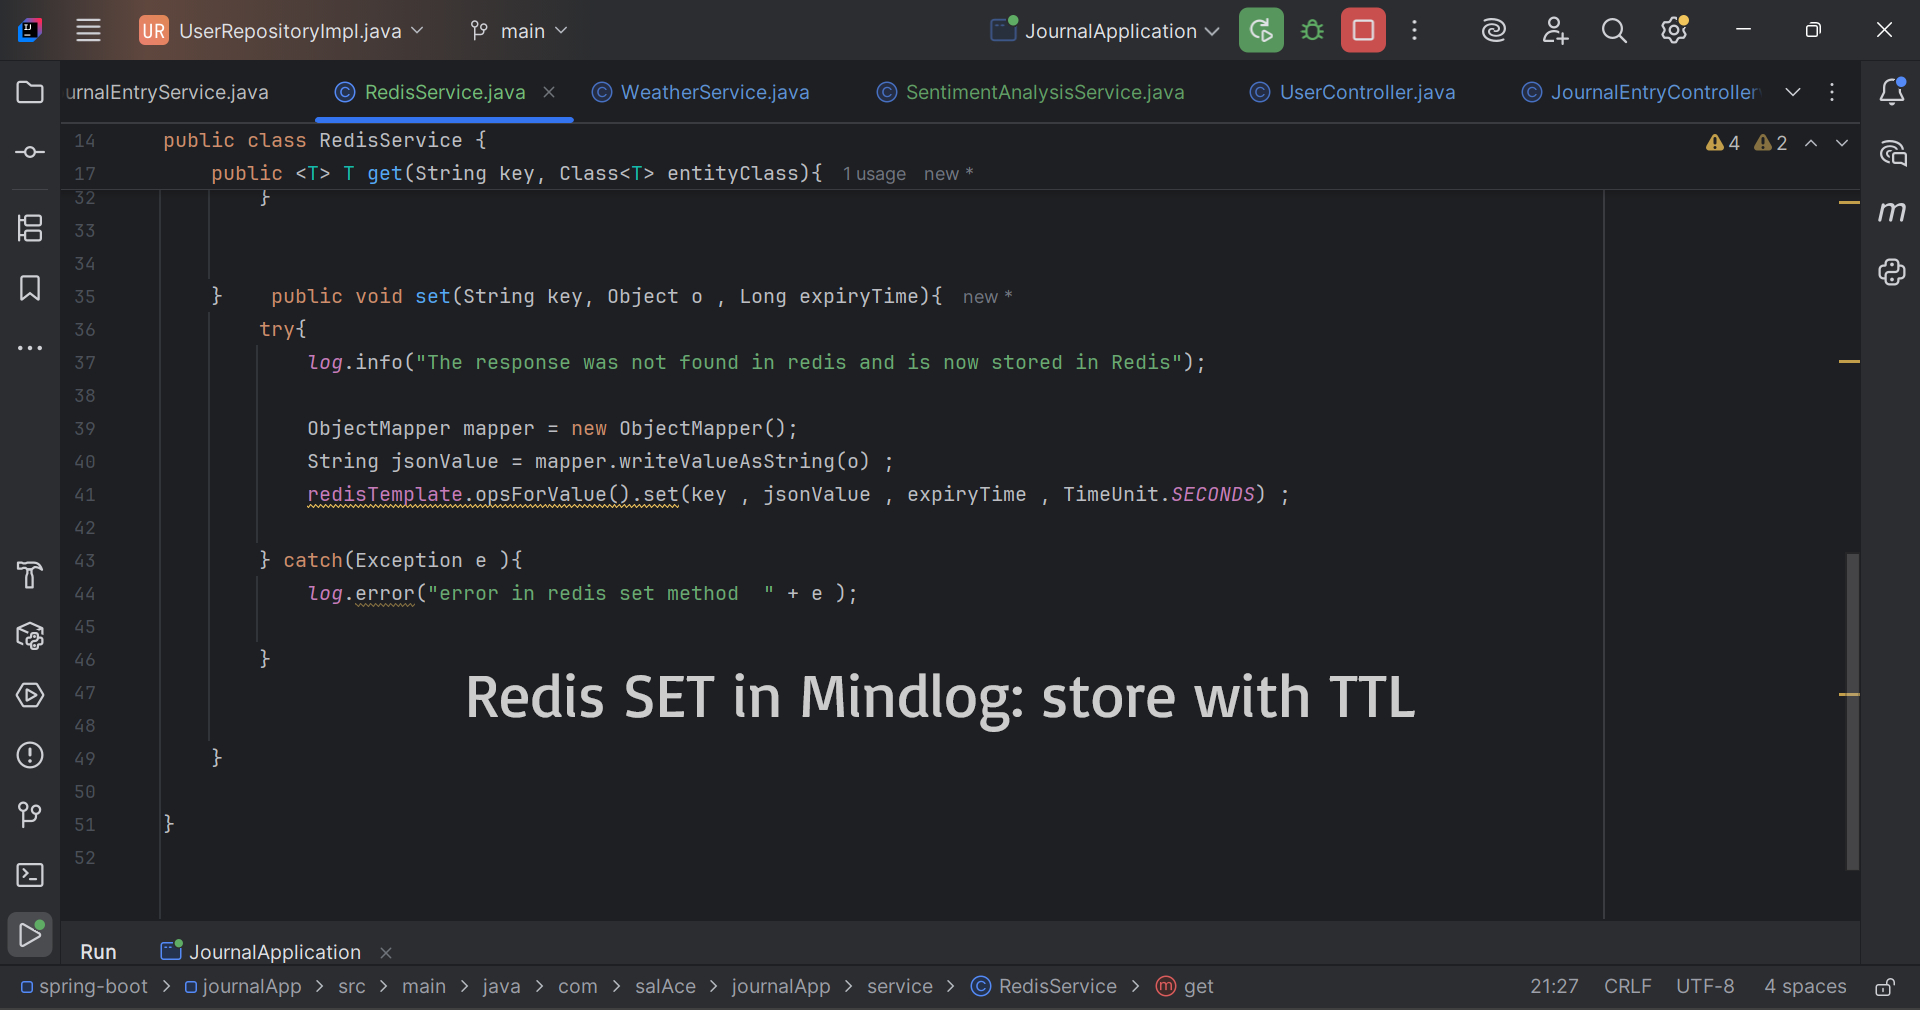 UR UserRepositoryImpl.java main JournalApplication
urnalEntryService.java RedisService.java WeatherService.java SentimentAnalysisService.java UserController.java JournalEntryController
14 public class RedisService { 4 2
17 public <T> T get(String key, Class<T> entityClass){ 1 usage new *
32 }
33
34
35 } public void set(String key, Object o , Long expiryTime){ new *
36 try{
37 log.info("The response was not found in redis and is now stored in Redis");
38
39 ObjectMapper mapper = new ObjectMapper();
40 String jsonValue = mapper.writeValueAsString(o) ;
41 redisTemplate.opsForValue().set(key , jsonValue , expiryTime , TimeUnit.SECONDS) ;
42
43 } catch(Exception e ){
44 log.error("error in redis set method  " + e );
45
46 }
47
Redis SET in Mindlog: store with TTL
48
49 }
50
51 }
52
Run JournalApplication
spring-boot > journalApp > src > main > java > com > salAce > journalApp > service > RedisService > get 21:27 CRLF UTF-8 4 spaces